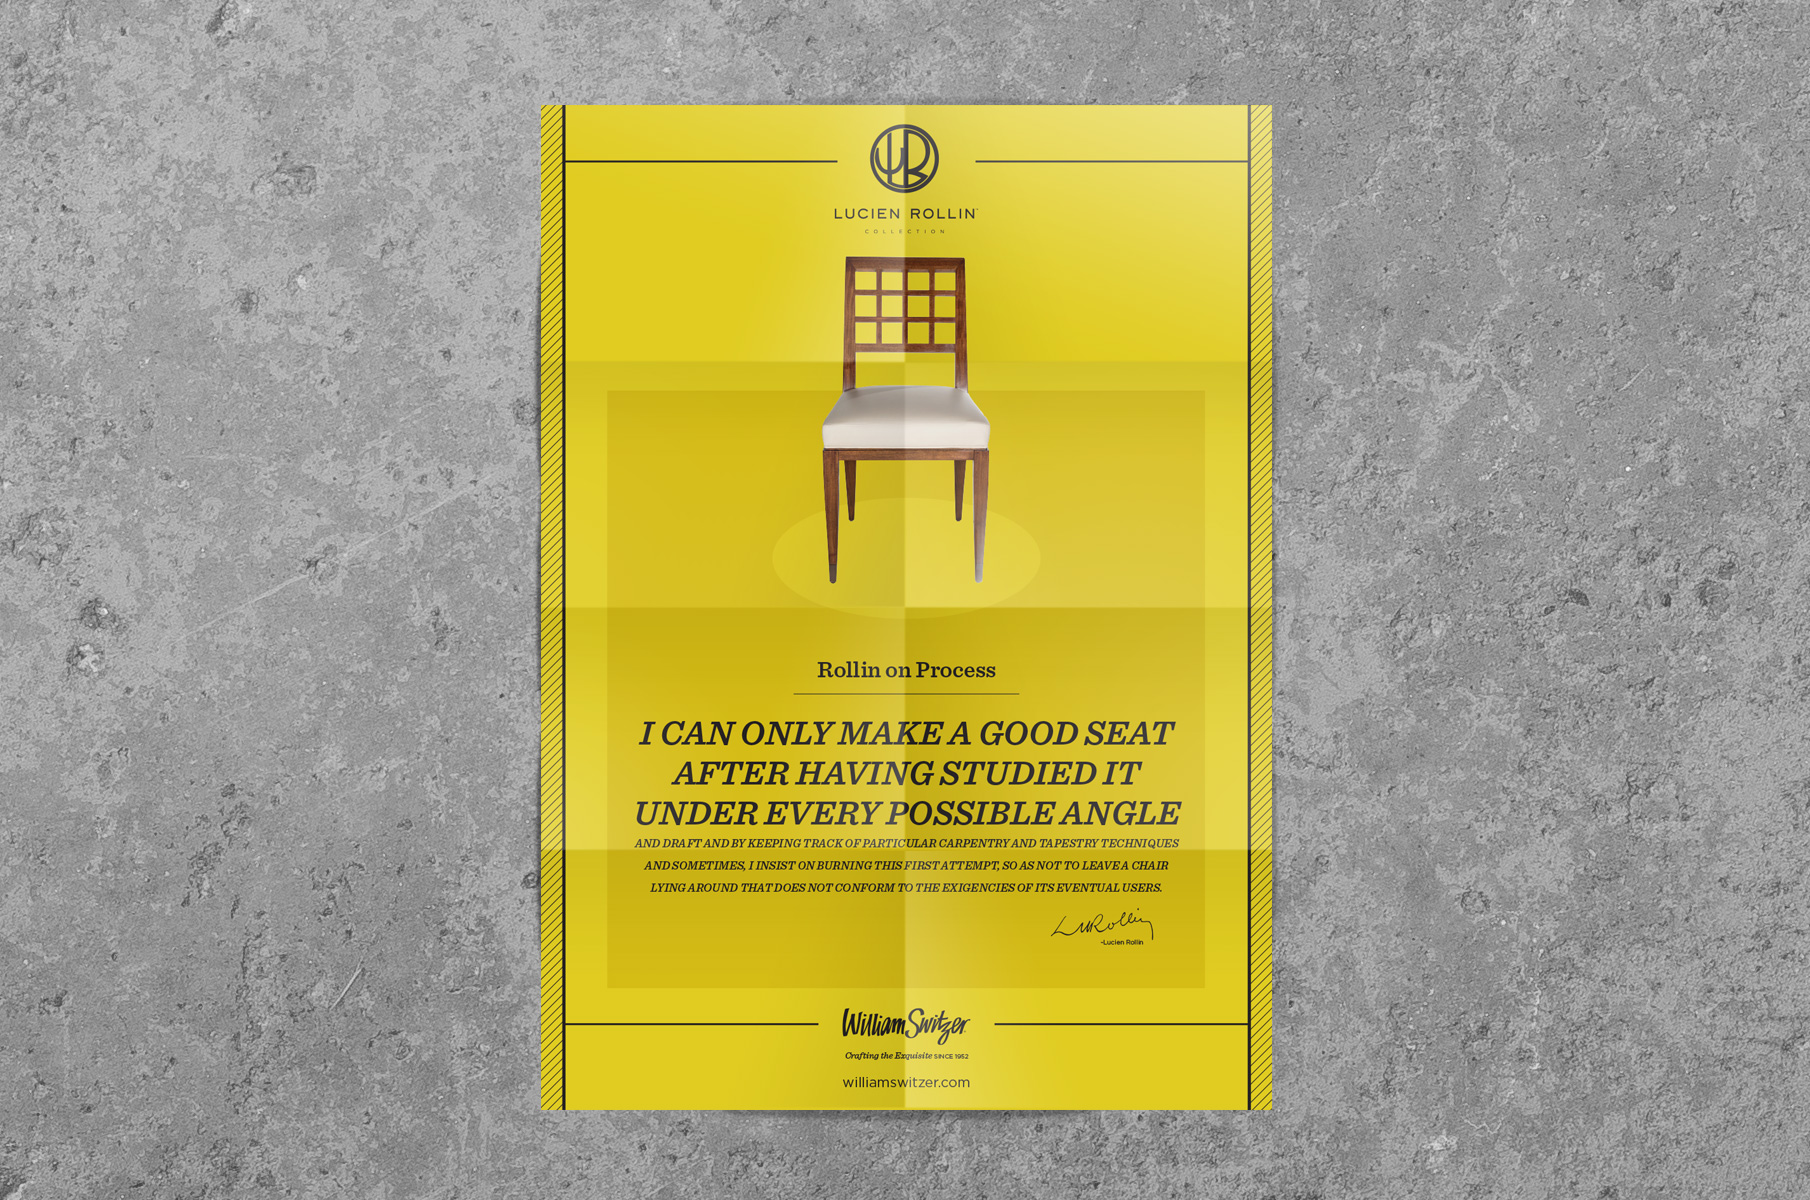 LUCIEN ROLLIN
COLLECTION
Rollin on Process
I CAN ONLY MAKE A GOOD SEAT
AFTER HAVING STUDIED IT
UNDER EVERY POSSIBLE ANGLE
AND DRAFT AND BY KEEPING TRACK OF PARTICULAR CARPENTRY AND TAPESTRY TECHNIQUES
AND SOMETIMES, I INSIST ON BURNING THIS FIRST ATTEMPT, SO AS NOT TO LEAVE A CHAIR
LYING AROUND THAT DOES NOT CONFORM TO THE EXIGENCIES OF ITS EVENTUAL USERS.
LuRollin
-Lucien Rollin
William Switzer
Crafting the Exquisite SINCE 1952
williamswitzer.com